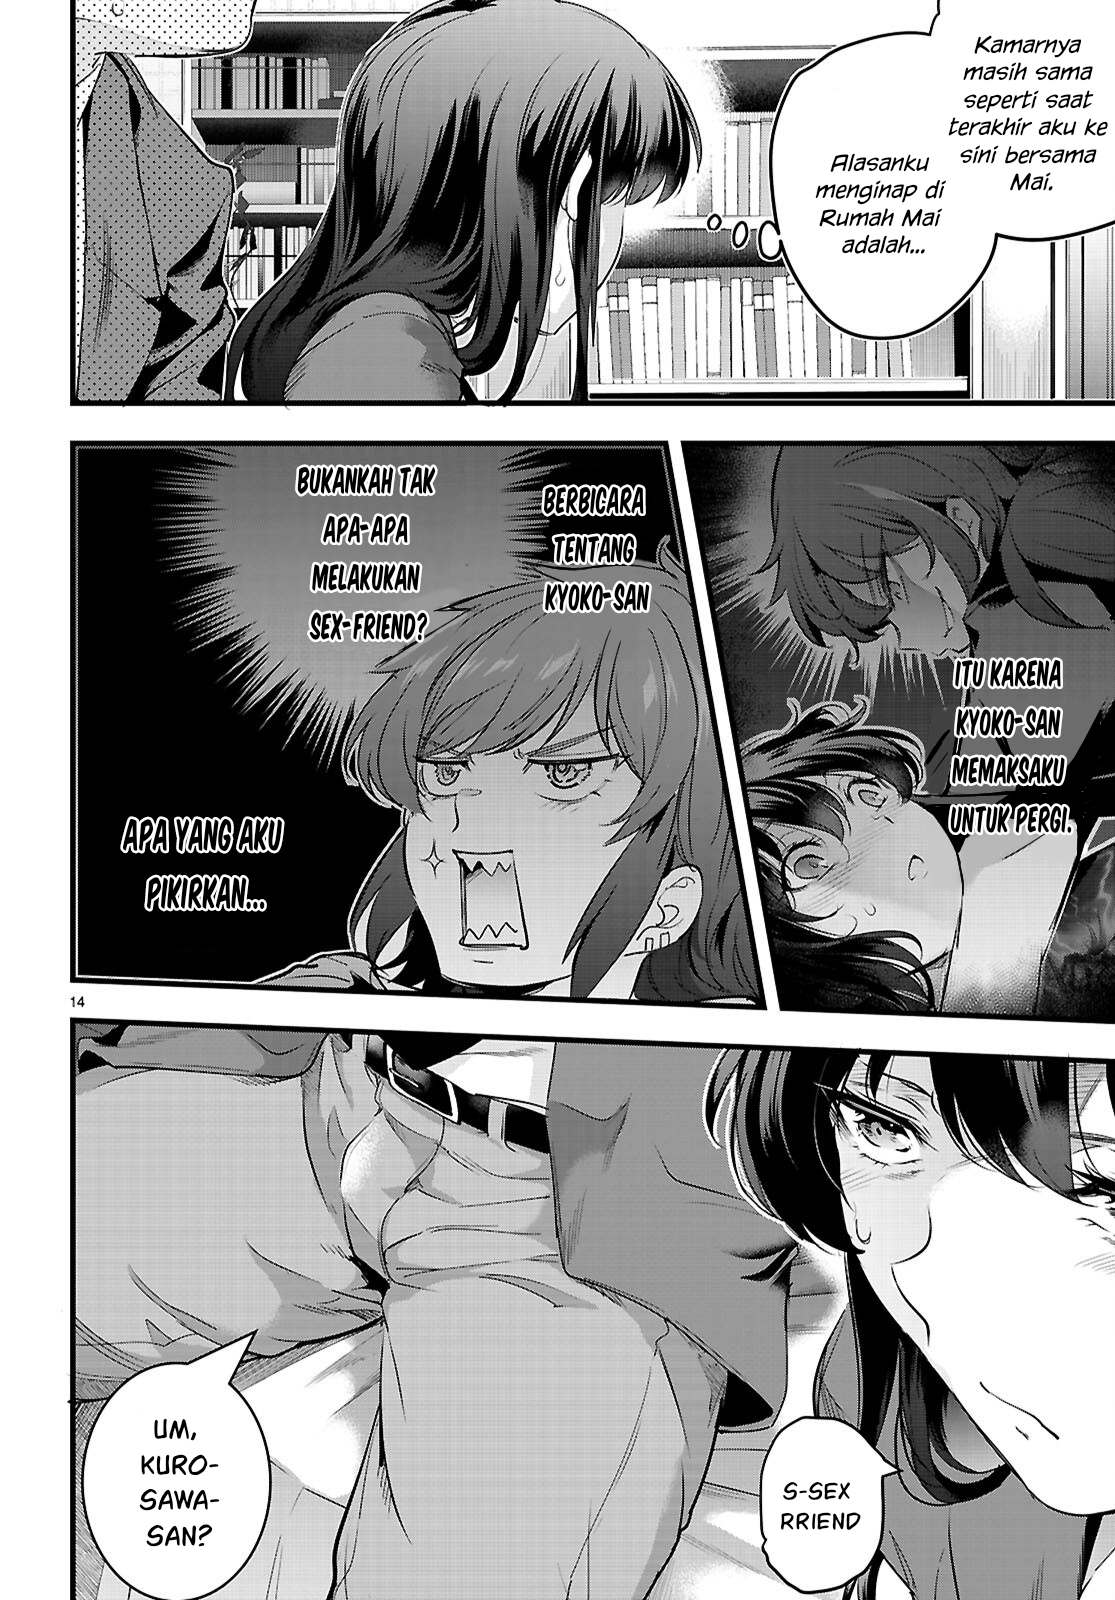 Kamarnya
masih sama
seperti saat
terakhir aku ke
sini bersama
Mai.
Alasanku
menginap di
Rumah Mai
adalah...
ITU KARENA
KYOKO-SAN
MEMAKSAKU
UNTUK PERGI.
BERBICARA
TENTANG
KYOKO-SAN
BUKANKAH TAK
APA-APA
MELAKUKAN
SEX-FRIEND?
APA YANG AKU
PIKIRKAN...
14
S-SEX
RRIEND
UM,
KURO-
SAWA-
SAN?